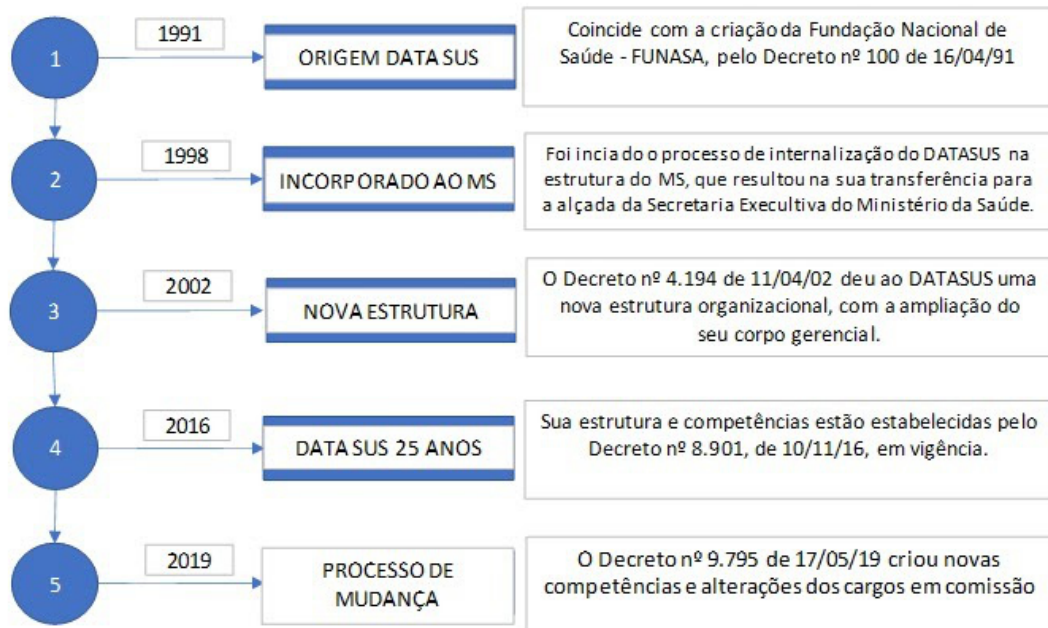 1
1991
ORIGEM DATA SUS
Coincide com a criação da Fundação Nacional de
Saúde - FUNASA, pelo Decreto nº 100 de 16/04/91
2
1998
INCORPORADO AO MS
Foi inciado o processo de internalização do DATASUS na
estrutura do MS, que resultou na sua transferência para
a alçada da Secretaria Execultiva do Ministério da Saúde.
3
2002
NOVA ESTRUTURA
O Decreto nº 4.194 de 11/04/02 deu ao DATASUS uma
nova estrutura organizacional, com a ampliação do
seu corpo gerencial.
4
2016
DATA SUS 25 ANOS
Sua estrutura e competências estão estabelecidas pelo
Decreto nº 8.901, de 10/11/16, em vigência.
5
2019
PROCESSO DE
MUDANÇA
O Decreto nº 9.795 de 17/05/19 criou novas
competências e alterações dos cargos em comissão